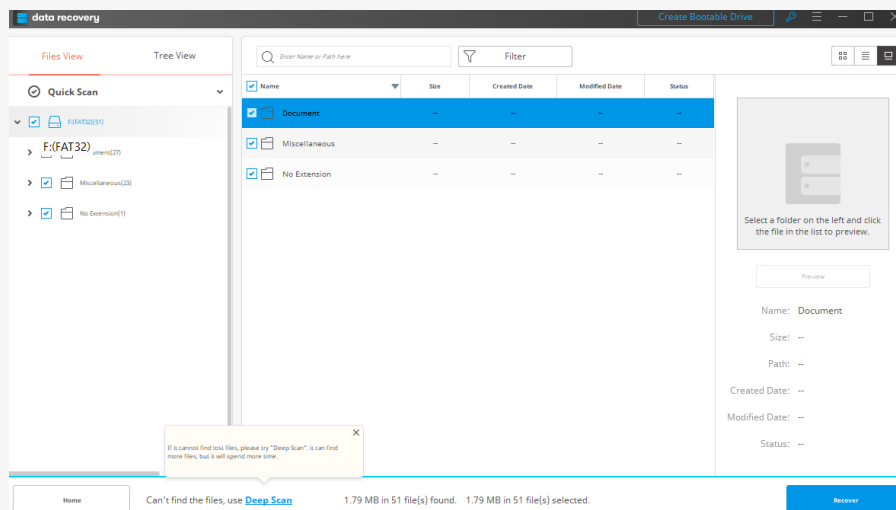 data recovery
Create Bootable Drive
Files View
Tree View
Enter Name or Path here
Filter
Quick Scan
Name
Size
Created Date
Modified Date
Status
F:(FAT32)(51)
Document
--
--
--
--
F:(FAT32)
ament(27)
Miscellaneous
--
--
--
--
Miscellaneous(23)
No Extension
--
--
--
--
No Extension(1)
Select a folder on the left and click
the file in the list to preview.
Preview
Name: Document
Size: --
Path: --
Created Date: --
Modified Date: --
Status: --
If it cannot find lost files, please try "Deep Scan". it can find
more files, but it will spend more time.
Home
Can't find the files, use Deep Scan
1.79 MB in 51 file(s) found.
1.79 MB in 51 file(s) selected.
Recover